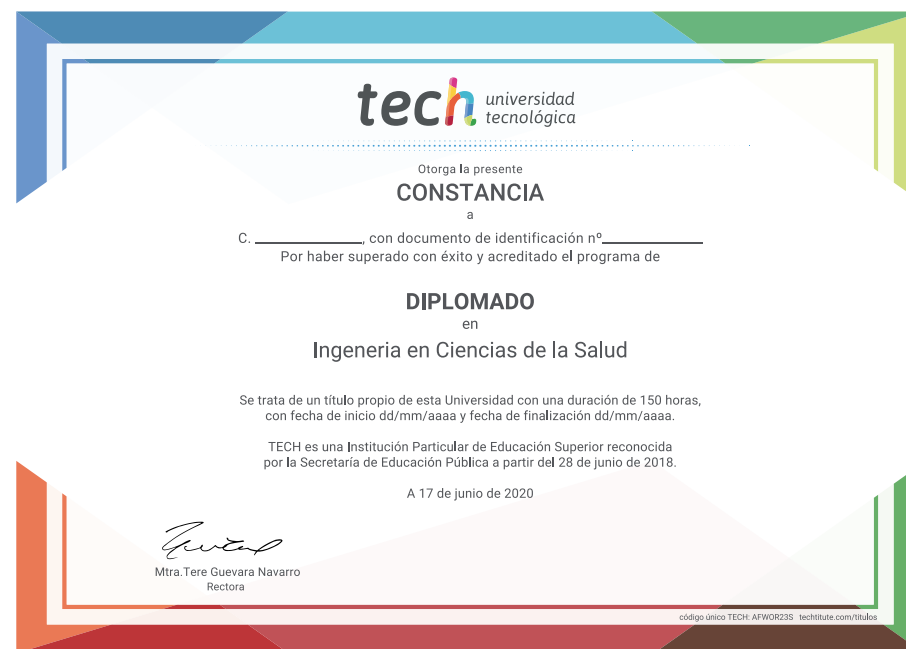 tech universidad
tecnológica
Otorga la presente
CONSTANCIA
a
C. ____________, con documento de identificación nº____________
Por haber superado con éxito y acreditado el programa de
DIPLOMADO
en
Ingeneria en Ciencias de la Salud
Se trata de un título propio de esta Universidad con una duración de 150 horas,
con fecha de inicio dd/mm/aaaa y fecha de finalización dd/mm/aaaa.
TECH es una Institución Particular de Educación Superior reconocida
por la Secretaría de Educación Pública a partir del 28 de junio de 2018.
A 17 de junio de 2020
Mtra.Tere Guevara Navarro
Rectora
código único TECH: AFWOR23S techtitute.com/titulos